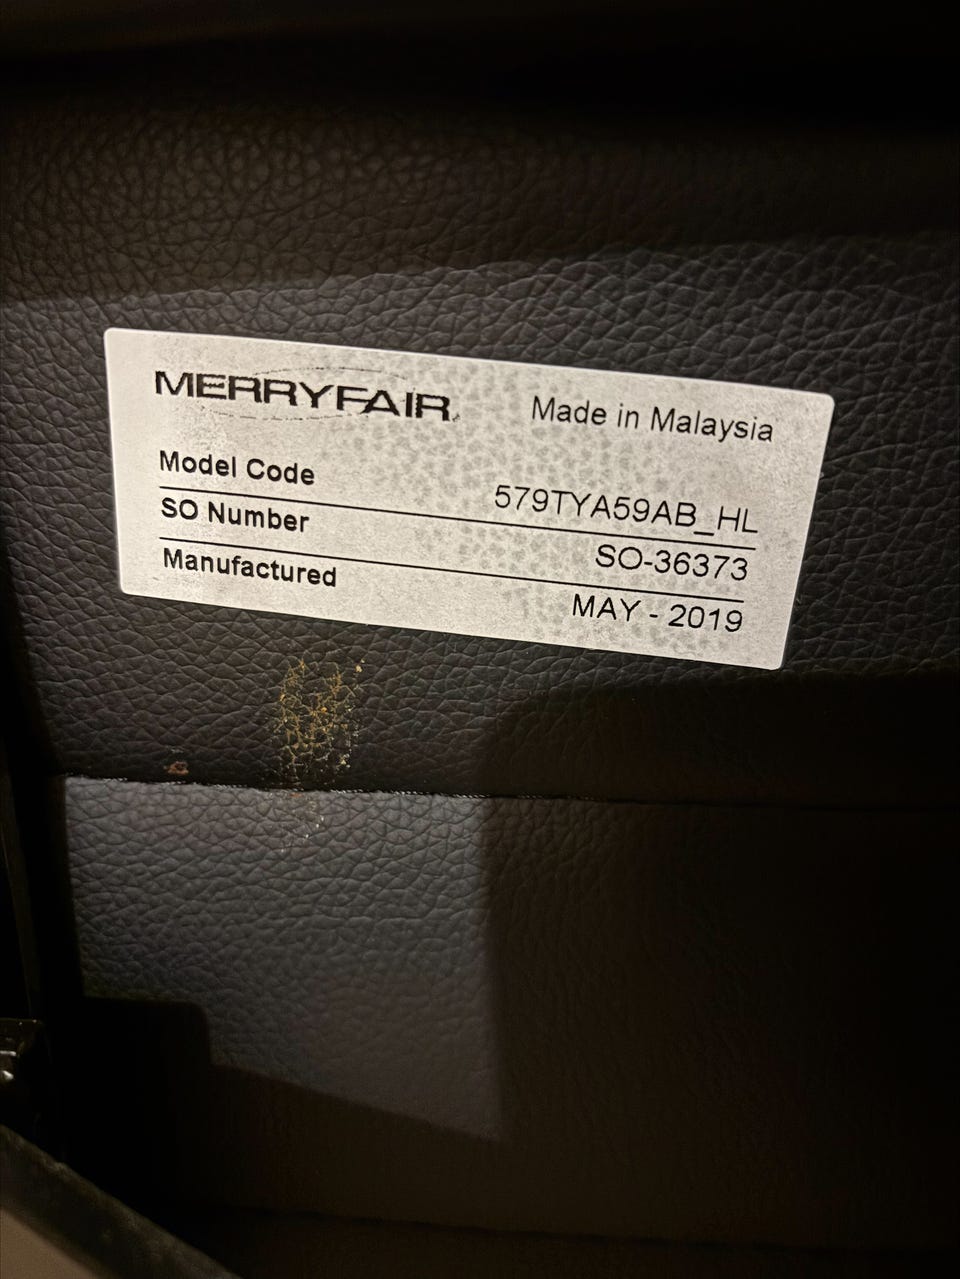 MERRYFAIR Made in Malaysia
Model Code 579TYA59AB_HL
SO Number SO-36373
Manufactured MAY - 2019